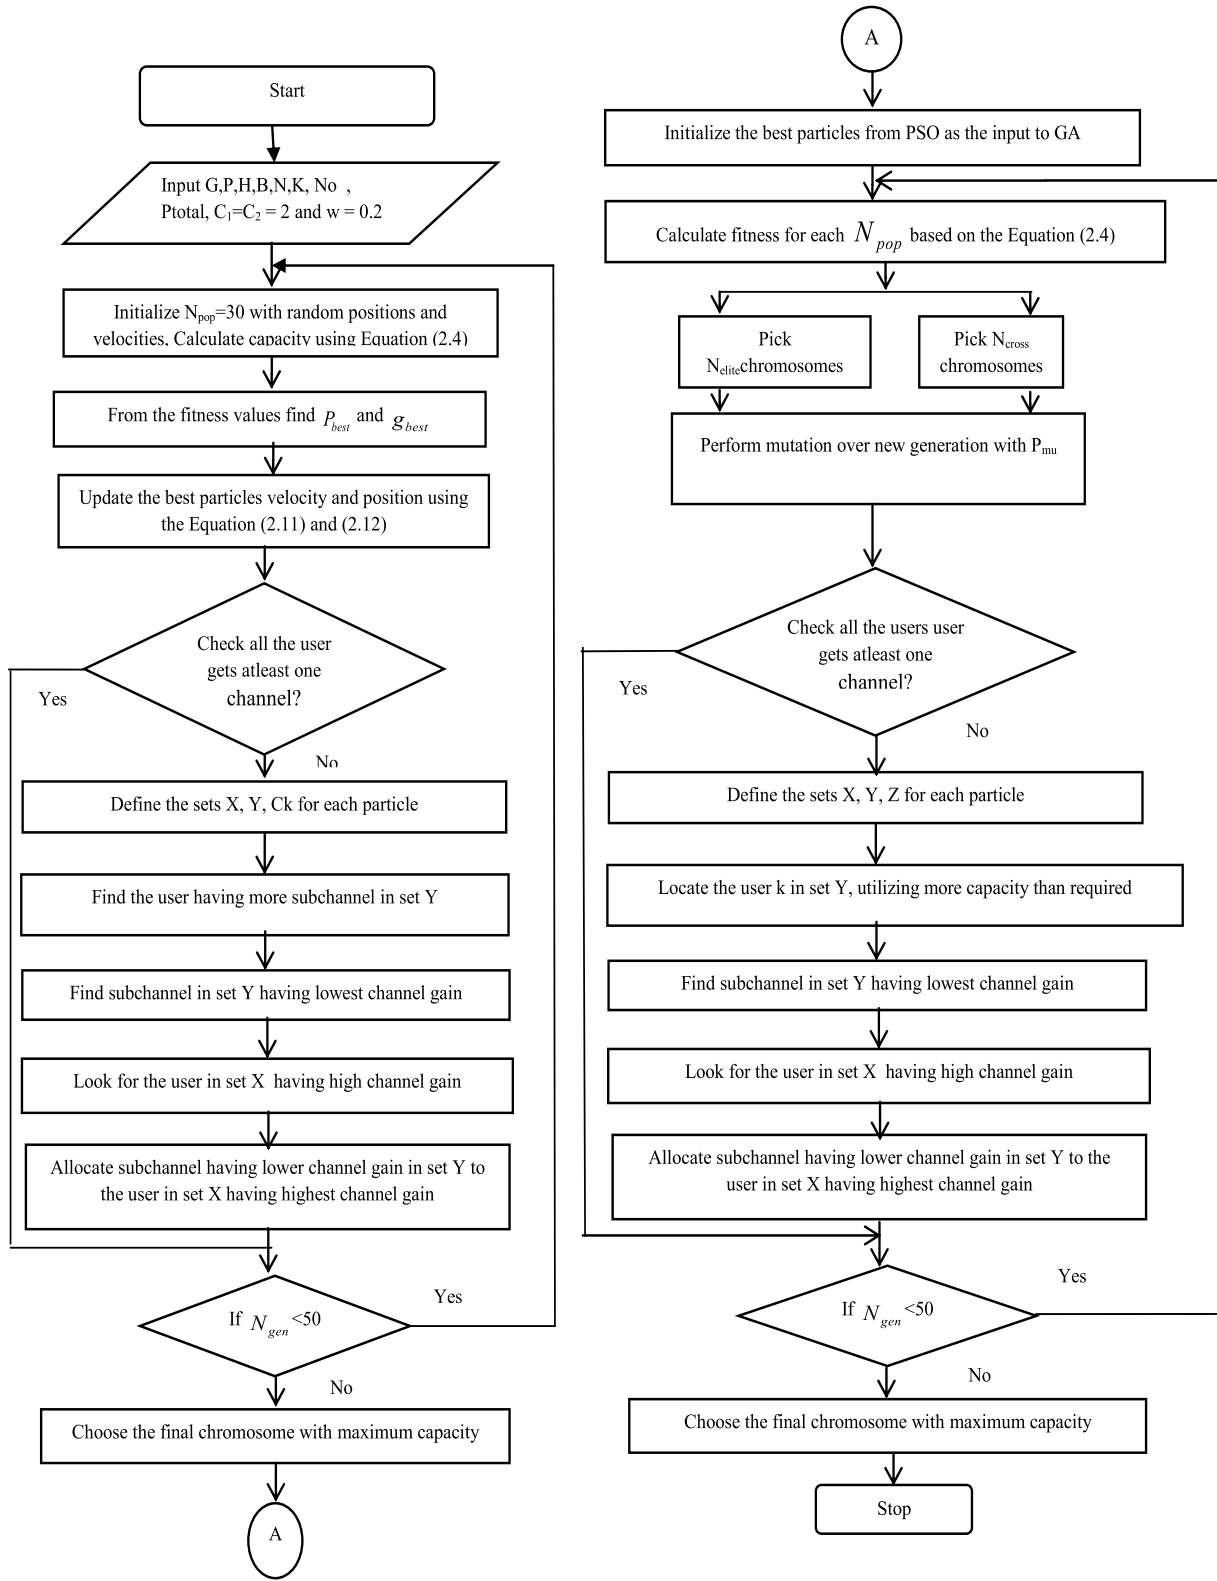 Start
Input G,P,H,B,N,K, No ,
Ptotal, C₁=C₂ = 2 and w = 0.2
Initialize Npop=30 with random positions and
velocities, Calculate capacity using Equation (2.4)
From the fitness values find Pbest and gbest
Update the best particles velocity and position using
the Equation (2.11) and (2.12)
Check all the user
gets atleast one
channel?
Yes
No
Define the sets X, Y, Ck for each particle
Find the user having more subchannel in set Y
Find subchannel in set Y having lowest channel gain
Look for the user in set X having high channel gain
Allocate subchannel having lower channel gain in set Y to
the user in set X having highest channel gain
If Ngen <50
Yes
No
Choose the final chromosome with maximum capacity
A
A
Initialize the best particles from PSO as the input to GA
Calculate fitness for each Npop based on the Equation (2.4)
Pick
Nelitechromosomes
Pick Ncross
chromosomes
Perform mutation over new generation with Pmu
Check all the users user
gets atleast one
channel?
Yes
No
Define the sets X, Y, Z for each particle
Locate the user k in set Y, utilizing more capacity than required
Find subchannel in set Y having lowest channel gain
Look for the user in set X having high channel gain
Allocate subchannel having lower channel gain in set Y to the
user in set X having highest channel gain
If Ngen <50
Yes
No
Choose the final chromosome with maximum capacity
Stop